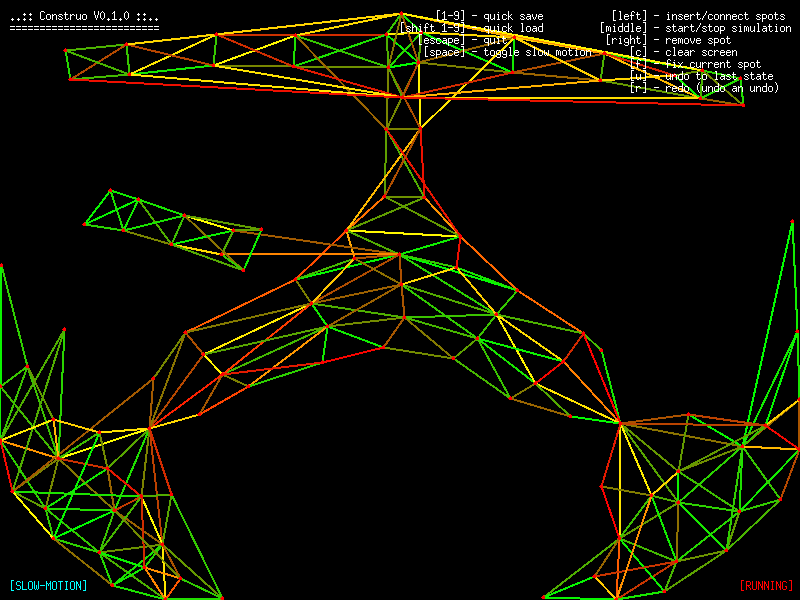 ..:: Construo V0.1.0 ::..
=========================
[1-9] - quick save
[shift 1-9] - quick load
[escape] - quit
[space] - toggle slow motion
[left] - insert/connect spots
[middle] - start/stop simulation
[right] - remove spot
[c] - clear screen
[f] - fix current spot
[u] - undo to last state
[r] - redo (undo an undo)
[SLOW-MOTION]
[RUNNING]